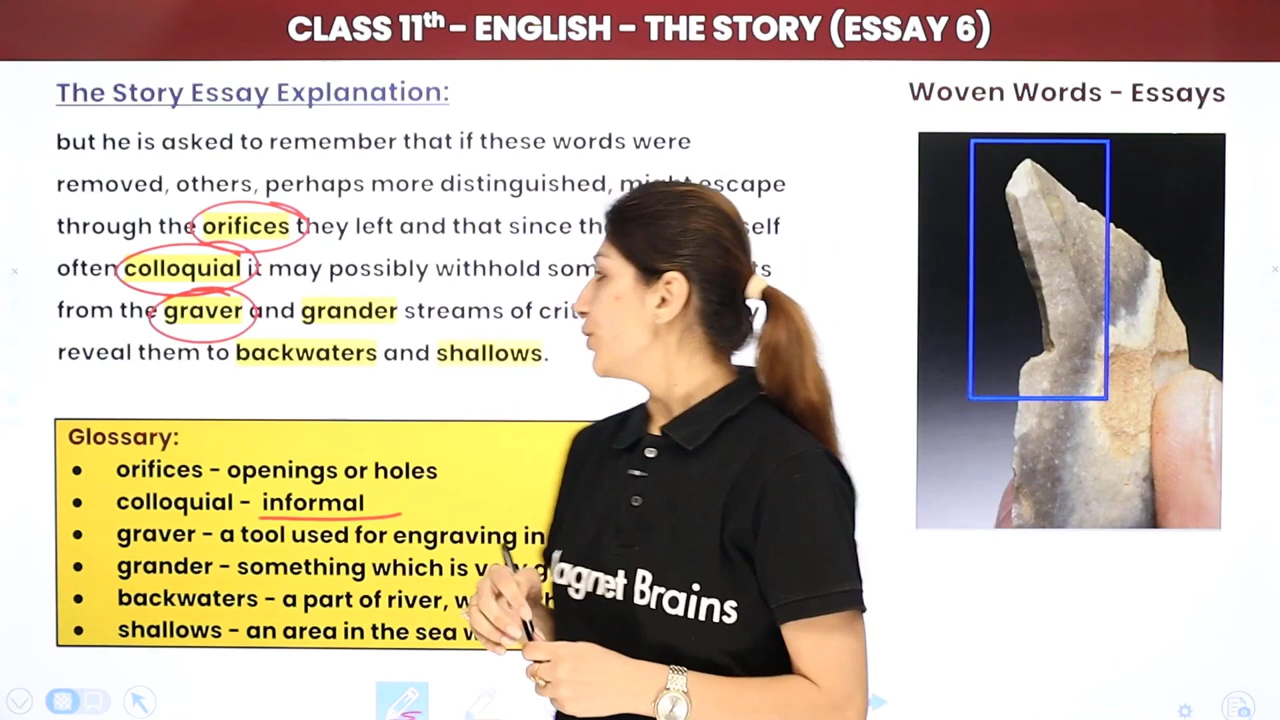 CLASS 11th - ENGLISH - THE STORY (ESSAY 6)
The Story Essay Explanation:
Woven Words - Essays
but he is asked to remember that if these words were
removed, others, perhaps more distinguished, might escape
through the orifices they left and that since the
often colloquial it may possibly withhold
from the graver and grander streams of
reveal them to backwaters and shallows.
Glossary:
• orifices - openings or holes
• colloquial - informal
• graver - a tool used for engraving in
• grander - something which is very
• backwaters - a part of river,
• shallows - an area in the sea
Magnet Brains